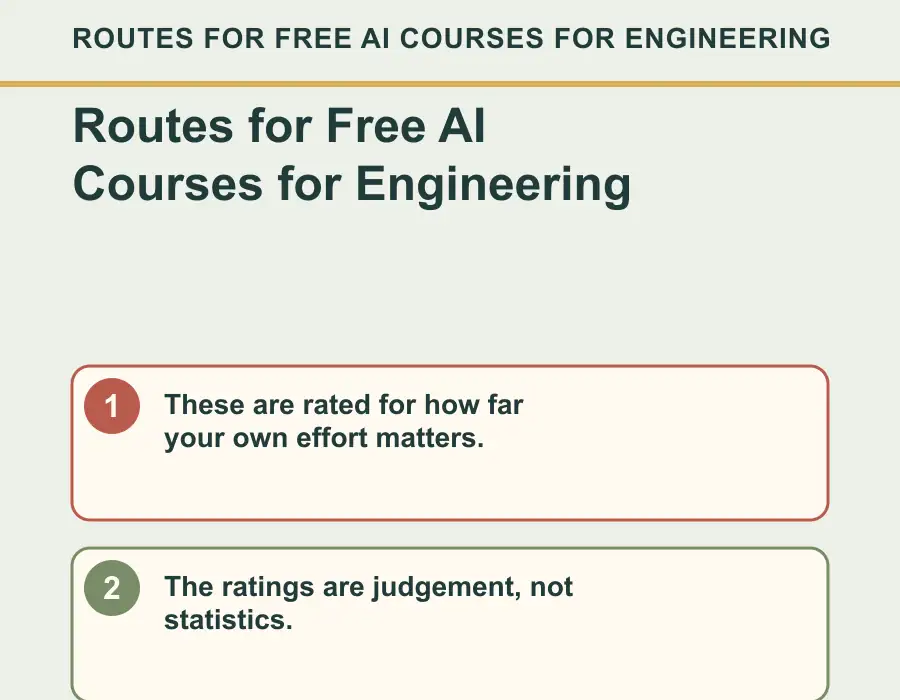 ROUTES FOR FREE AI COURSES FOR ENGINEERING
Routes for Free AI
Courses for Engineering
1
These are rated for how far
your own effort matters.
2
The ratings are judgement, not
statistics.